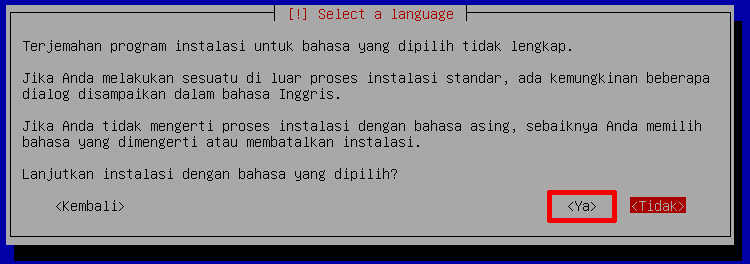 [!] Select a language
Terjemahan program instalasi untuk bahasa yang dipilih tidak lengkap.
Jika Anda melakukan sesuatu di luar proses instalasi standar, ada kemungkinan beberapa
dialog disampaikan dalam bahasa Inggris.
Jika Anda tidak mengerti proses instalasi dengan bahasa asing, sebaiknya Anda memilih
bahasa yang dimengerti atau membatalkan instalasi.
Lanjutkan instalasi dengan bahasa yang dipilih?
<Kembali> <Ya> <Tidak>